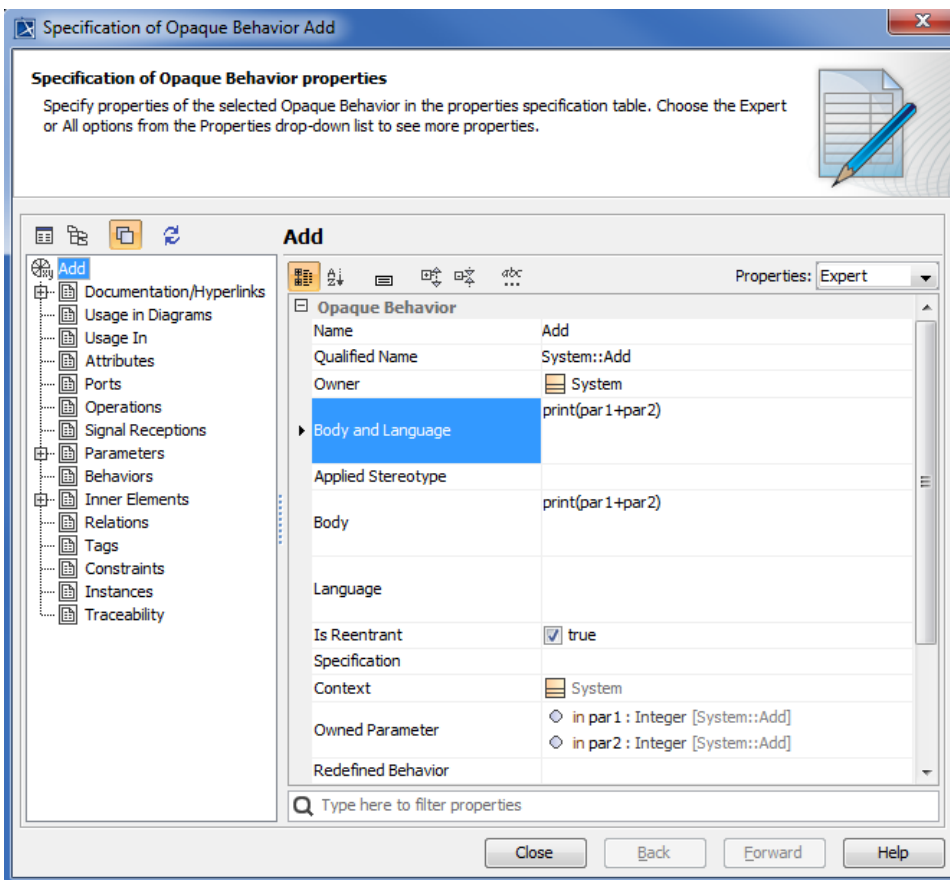 Specification of Opaque Behavior Add
Specification of Opaque Behavior properties
Specify properties of the selected Opaque Behavior in the properties specification table. Choose the Expert
or All options from the Properties drop-down list to see more properties.
Add
Documentation/Hyperlinks
Usage in Diagrams
Usage In
Attributes
Ports
Operations
Signal Receptions
Parameters
Behaviors
Inner Elements
Relations
Tags
Constraints
Instances
Traceability
Add
Properties: Expert
Opaque Behavior
Name Add
Qualified Name System::Add
Owner System
Body and Language print(par1+par2)
Applied Stereotype
Body print(par1+par2)
Language
Is Reentrant true
Specification
Context System
Owned Parameter in par1 : Integer [System::Add]
in par2 : Integer [System::Add]
Redefined Behavior
Type here to filter properties
Close Back Forward Help